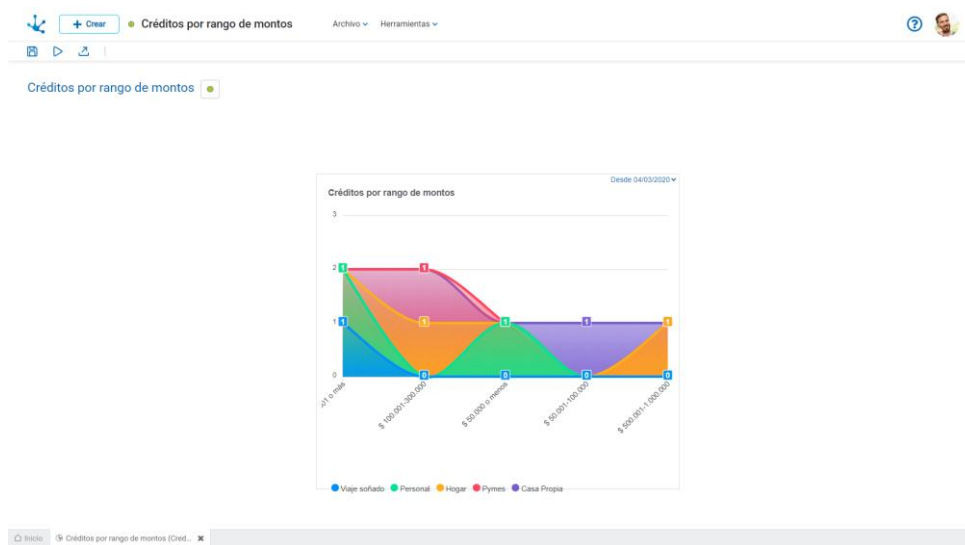 + Crear
Créditos por rango de montos
Archivo
Herramientas
Créditos por rango de montos
Desde 04/03/2020
Créditos por rango de montos
3
2
1
0
1
1
1
1
1
1
1
0
0
0
0
o más
$ 100.001-300.000
$ 50.000 o menos
$ 50.001-100.000
$ 500.001-1.000.000
Viaje soñado
Personal
Hogar
Pymes
Casa Propia
Inicio
Créditos por rango de montos (Cred...